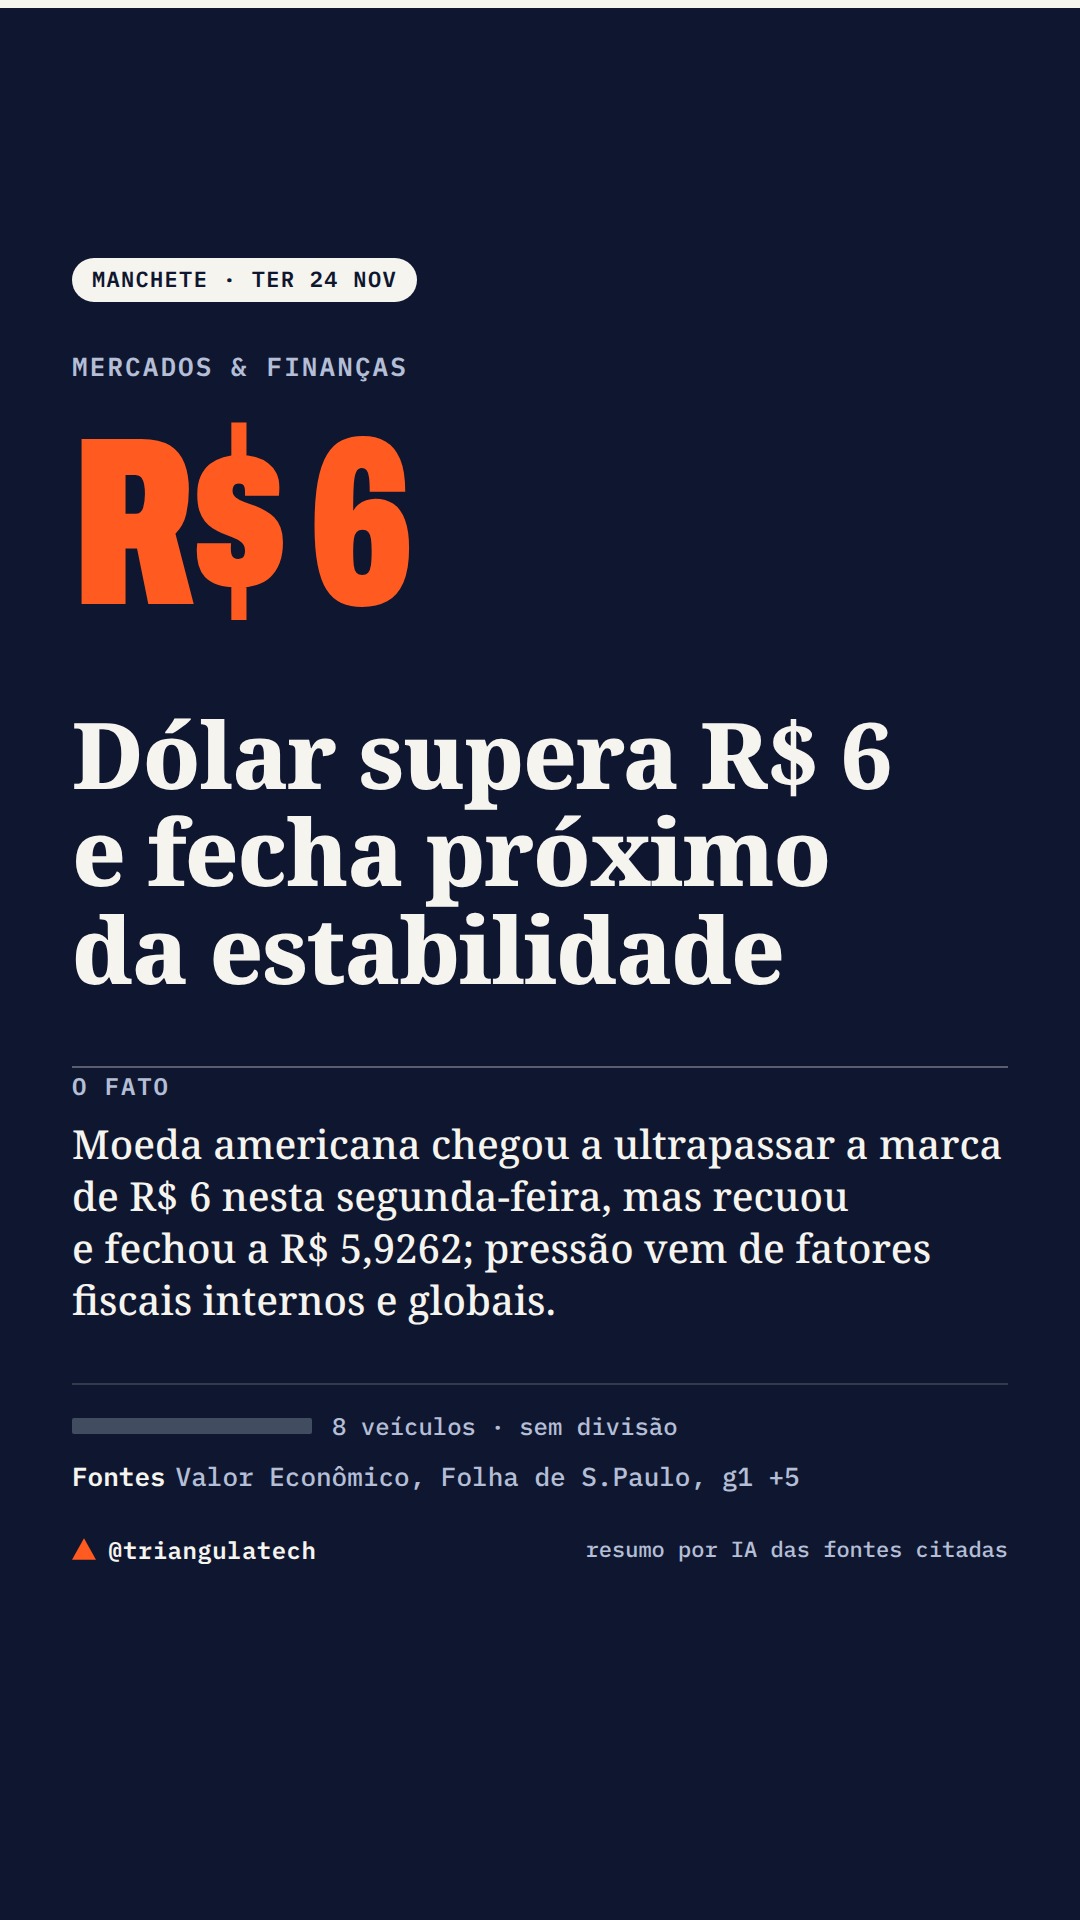 MANCHETE · TER 24 NOV
MERCADOS & FINANÇAS
R$ 6
Dólar supera R$ 6
e fecha próximo
da estabilidade
O FATO
Moeda americana chegou a ultrapassar a marca
de R$ 6 nesta segunda-feira, mas recuou
e fechou a R$ 5,9262; pressão vem de fatores
fiscais internos e globais.
8 veículos · sem divisão
Fontes Valor Econômico, Folha de S.Paulo, g1 +5
@triangulatech
resumo por IA das fontes citadas